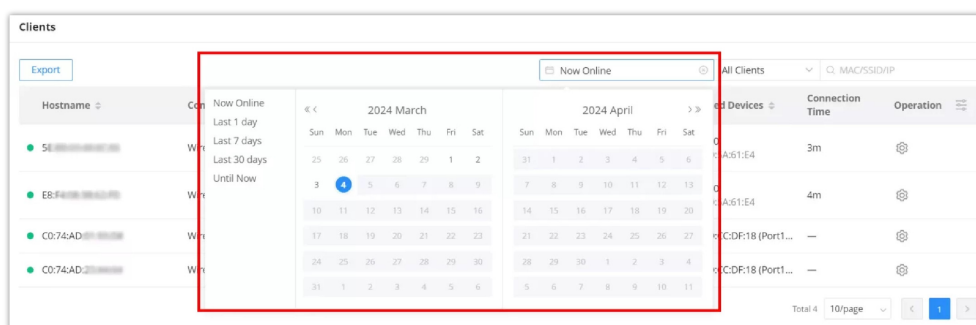 Clients
Export
Now Online
All Clients
MAC/SSID/IP
Hostname
Devices
Connection Time
Operation
Now Online
Last 1 day
Last 7 days
Last 30 days
Until Now
2024 March
Sun Mon Tue Wed Thu Fri Sat
25 26 27 28 29 1 2
3 4 5 6 7 8 9
10 11 12 13 14 15 16
17 18 19 20 21 22 23
24 25 26 27 28 29 30
31 1 2 3 4 5 6
2024 April
Sun Mon Tue Wed Thu Fri Sat
31 1 2 3 4 5 6
7 8 9 10 11 12 13
14 15 16 17 18 19 20
21 22 23 24 25 26 27
28 29 30 1 2 3 4
5 6 7 8 9 10 11
:A:61:E4
3m
E8:F
:A:61:E4
4m
C0:74:AD:
:CC:DF:18 (Port1... —
C0:74:AD:
:CC:DF:18 (Port1... —
Total 4 10/page 1